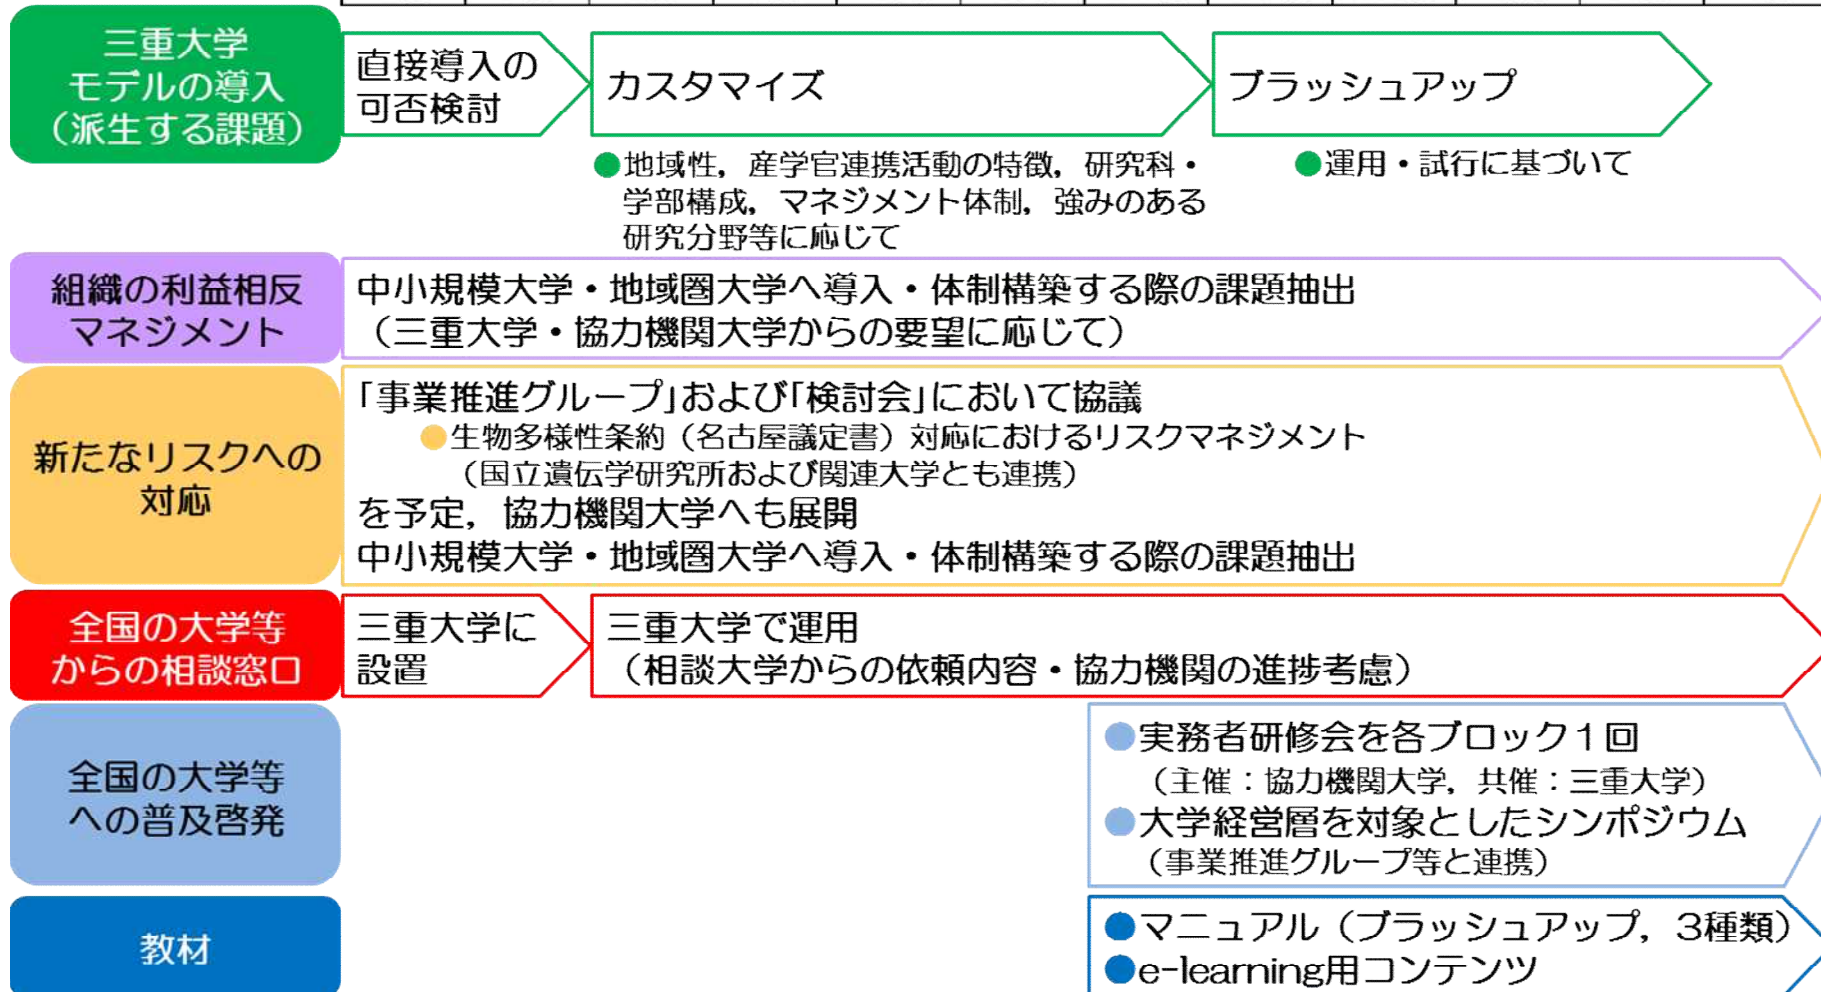 三重大学
モデルの導入
（派生する課題）
直接導入の
可否検討
カスタマイズ
ブラッシュアップ
●地域性，産学官連携活動の特徴，研究科・
学部構成，マネジメント体制，強みのある
研究分野等に応じて
●運用・試行に基づいて
組織の利益相反
マネジメント
中小規模大学・地域圏大学へ導入・体制構築する際の課題抽出
（三重大学・協力機関大学からの要望に応じて）
新たなリスクへの
対応
｢事業推進グループ｣および｢検討会｣において協議
●生物多様性条約（名古屋議定書）対応におけるリスクマネジメント
（国立遺伝学研究所および関連大学とも連携）
を予定，協力機関大学へも展開
中小規模大学・地域圏大学へ導入・体制構築する際の課題抽出
全国の大学等
からの相談窓口
三重大学に
設置
三重大学で運用
（相談大学からの依頼内容・協力機関の進捗考慮）
全国の大学等
への普及啓発
●実務者研修会を各ブロック１回
（主催：協力機関大学，共催：三重大学）
●大学経営層を対象としたシンポジウム
（事業推進グループ等と連携）
教材
●マニュアル（ブラッシュアップ，3種類）
●e-learning用コンテンツ